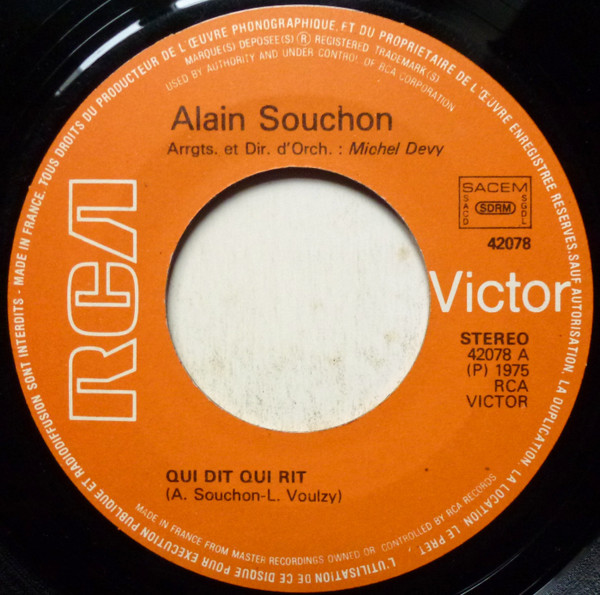 TOUS DROITS DU PRODUCTEUR DE L'ŒUVRE PHONOGRAPHIQUE ET DU PROPRIETAIRE DE L'ŒUVRE ENREGISTREE RESERVES. SAUF AUTORISATION, LA DUPLICATION, LA LOCATION, LE PRET, L'UTILISATION DE CE DISQUE POUR EXECUTION PUBLIQUE ET RADIODIFFUSION SONT INTERDITS - MADE IN FRANCE.
MARQUE(S) DEPOSEE(S) ® REGISTERED TRADEMARK(S)
USED BY AUTHORITY AND UNDER CONTROL OF RCA CORPORATION
Alain Souchon
Arrgts. et Dir. d'Orch. : Michel Devy
SACEM
SACD
SDRM
SGDL
42078
RCA
Victor
STEREO
42078 A
(P) 1975
RCA
VICTOR
QUI DIT QUI RIT
(A. Souchon-L. Voulzy)
MADE IN FRANCE FROM MASTER RECORDINGS OWNED OR CONTROLLED BY RCA RECORDS